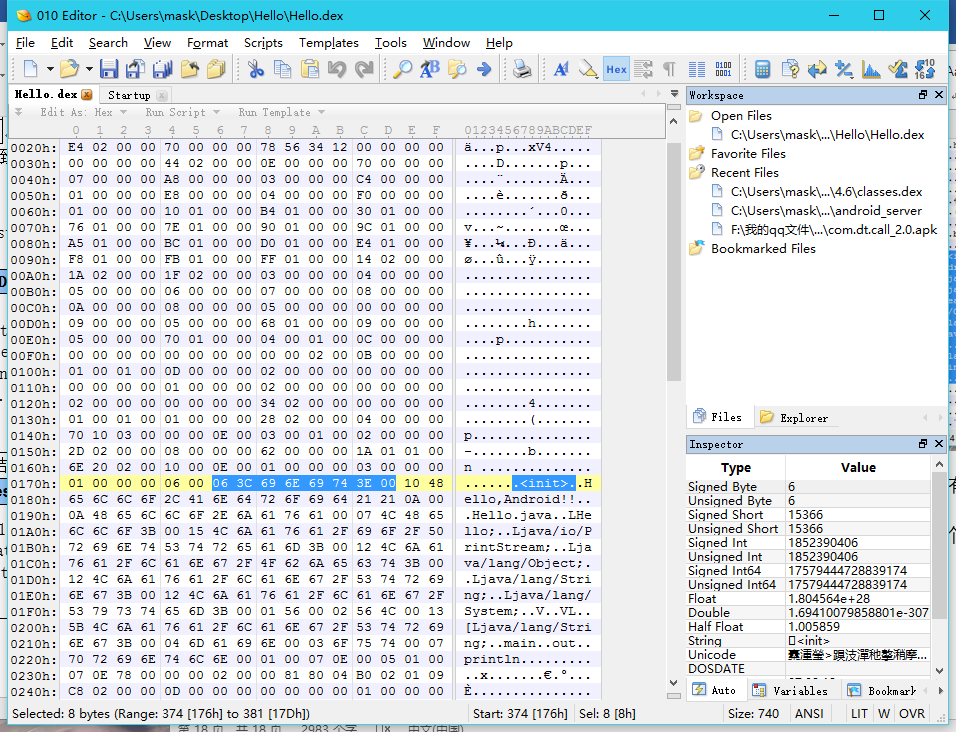 010 Editor - C:\Users\mask\Desktop\Hello\Hello.dex
File Edit Search View Format Scripts Templates Tools Window Help
Hex
Hello.dex Startup
Edit As: Hex Run Script Run Template
0 1 2 3 4 5 6 7 8 9 A B C D E F 0123456789ABCDEF
0020h: E4 02 00 00 70 00 00 00 78 56 34 12 00 00 00 00 ä...p...xV4.....
0030h: 00 00 00 00 44 02 00 00 0E 00 00 00 70 00 00 00 ....D.......p...
0040h: 07 00 00 00 A8 00 00 00 03 00 00 00 C4 00 00 00 ....¨.......Ä...
0050h: 01 00 00 00 E8 00 00 00 04 00 00 00 F0 00 00 00 ....è.......ð...
0060h: 01 00 00 00 10 01 00 00 B4 01 00 00 30 01 00 00 ........´...0...
0070h: 76 01 00 00 7E 01 00 00 90 01 00 00 9C 01 00 00 v...~.......œ...
0080h: A5 01 00 00 BC 01 00 00 D0 01 00 00 E4 01 00 00 ¥...¼...Ð...ä...
0090h: F8 01 00 00 FB 01 00 00 FF 01 00 00 14 02 00 00 ø...û...ÿ.......
00A0h: 1A 02 00 00 1F 02 00 00 03 00 00 00 04 00 00 00 ................
00B0h: 05 00 00 00 06 00 00 00 07 00 00 00 08 00 00 00 ................
00C0h: 0A 00 00 00 08 00 00 00 05 00 00 00 00 00 00 00 ................
00D0h: 09 00 00 00 05 00 00 00 68 01 00 00 09 00 00 00 ........h.......
00E0h: 05 00 00 00 70 01 00 00 04 00 01 00 0C 00 00 00 ....p...........
00F0h: 00 00 00 00 00 00 00 00 00 00 02 00 0B 00 00 00 ................
0100h: 01 00 01 00 0D 00 00 00 02 00 00 00 00 00 00 00 ................
0110h: 00 00 00 00 01 00 00 00 02 00 00 00 00 00 00 00 ................
0120h: 02 00 00 00 00 00 00 00 34 02 00 00 00 00 00 00 ........4.......
0130h: 01 00 01 00 01 00 00 00 28 02 00 00 04 00 00 00 ........(.......
0140h: 70 10 03 00 00 00 0E 00 03 00 01 00 02 00 00 00 p...............
0150h: 2D 02 00 00 08 00 00 00 62 00 00 00 1A 01 01 00 -.......b.......
0160h: 6E 20 02 00 10 00 0E 00 01 00 00 00 03 00 00 00 n ..............
0170h: 01 00 00 00 06 00 06 3C 69 6E 69 74 3E 00 10 48 .......<init>..H
0180h: 65 6C 6C 6F 2C 41 6E 64 72 6F 69 64 21 21 0A 00 ello,Android!!..
0190h: 0A 48 65 6C 6C 6F 2E 6A 61 76 61 00 07 4C 48 65 .Hello.java..LHe
01A0h: 6C 6C 6F 3B 00 15 4C 6A 61 76 61 2F 69 6F 2F 50 llo;..Ljava/io/P
01B0h: 72 69 6E 74 53 74 72 65 61 6D 3B 00 12 4C 6A 61 rintStream;..Lja
01C0h: 76 61 2F 6C 61 6E 67 2F 4F 62 6A 65 63 74 3B 00 va/lang/Object;.
01D0h: 12 4C 6A 61 76 61 2F 6C 61 6E 67 2F 53 74 72 69 .Ljava/lang/Stri
01E0h: 6E 67 3B 00 12 4C 6A 61 76 61 2F 6C 61 6E 67 2F ng;..Ljava/lang/
01F0h: 53 79 73 74 65 6D 3B 00 01 56 00 02 56 4C 00 13 System;..V..VL..
0200h: 5B 4C 6A 61 76 61 2F 6C 61 6E 67 2F 53 74 72 69 [Ljava/lang/Stri
0210h: 6E 67 3B 00 04 6D 61 69 6E 00 03 6F 75 74 00 07 ng;..main..out..
0220h: 70 72 69 6E 74 6C 6E 00 01 00 07 0E 00 05 01 00 println.........
0230h: 07 0E 78 00 00 00 02 00 00 81 80 04 B0 02 01 09 ..x.......€.°...
0240h: C8 02 00 00 0D 00 00 00 00 00 00 00 01 00 00 00 È...............
Workspace
Open Files
C:\Users\mask\...\Hello\Hello.dex
Favorite Files
Recent Files
C:\Users\mask\...\4.6\classes.dex
C:\Users\mask\...\android_server
F:\我的qq文件\...\com.dt.call_2.0.apk
Bookmarked Files
Files Explorer
Inspector
Type Value
Signed Byte 6
Unsigned Byte 6
Signed Short 15366
Unsigned Short 15366
Signed Int 1852390406
Unsigned Int 1852390406
Signed Int64 17579444728839174
Unsigned Int64 17579444728839174
Float 1.804564e+28
Double 1.69410079858801e-307
Half Float 1.005859
String <init>
Unicode
DOSDATE
Auto Variables Bookmark
Selected: 8 bytes (Range: 374 [176h] to 381 [17Dh]) Start: 374 [176h] Sel: 8 [8h] Size: 740 ANSI LIT W OVR